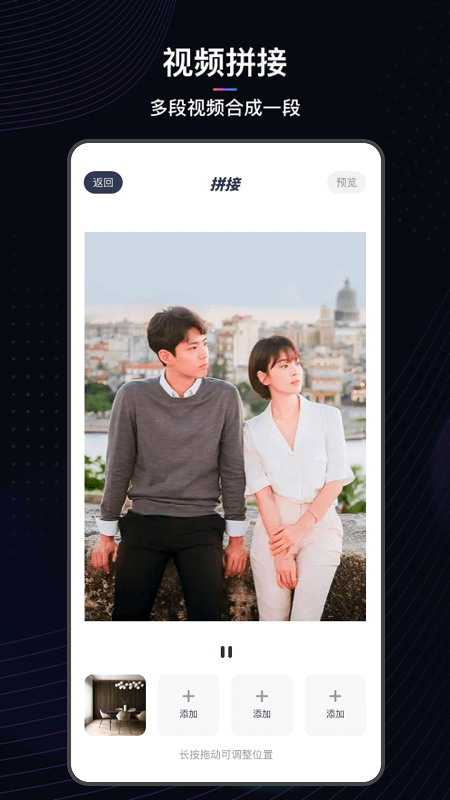 视频拼接
多段视频合成一段
返回
拼接
预览
添加
添加
添加
长按拖动可调整位置